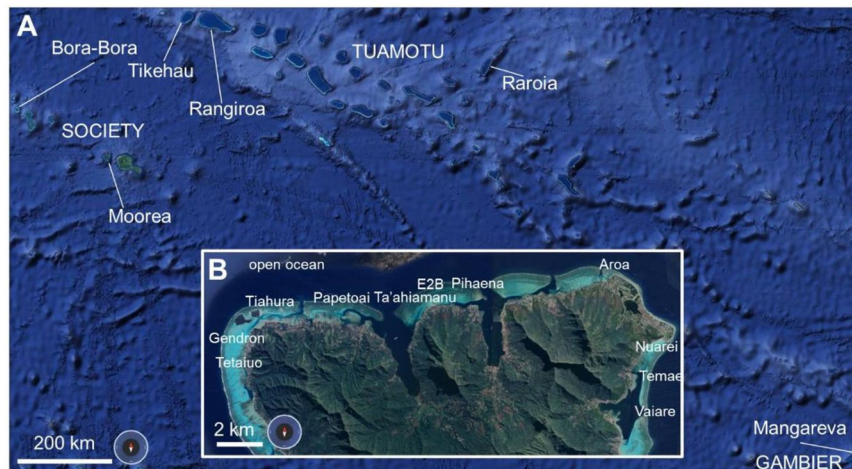 A
Bora-Bora
Tikehau
Rangiroa
TUAMOTU
Raroia
SOCIETY
Moorea
200 km
Mangareva
GAMBIER
B
open ocean
Tiahura
Papetoai
Ta'ahiamanu
E2B
Pihaena
Aroa
Gendron
Tetaiuo
Nuarei
Temae
Vaiare
2 km